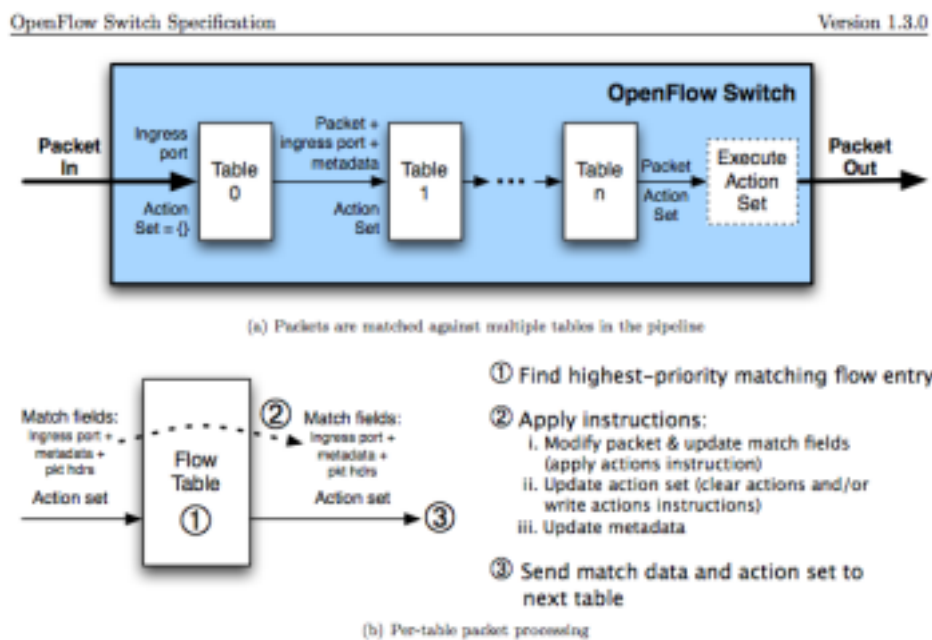 OpenFlow Switch Specification Version 1.3.0
OpenFlow Switch
Packet
In
Ingress
port
Action
Set = {}
Table
0
Packet +
ingress port +
metadata
Action
Set
Table
1
...
Table
n
Packet
Action
Set
Execute
Action
Set
Packet
Out
(a) Packets are matched against multiple tables in the pipeline
Match fields:
Ingress port +
metadata +
pkt hdrs
Action set
Flow
Table
①
②
Match fields:
Ingress port +
metadata +
pkt hdrs
Action set
③
① Find highest-priority matching flow entry
② Apply instructions:
i. Modify packet & update match fields
(apply actions instruction)
ii. Update action set (clear actions and/or
write actions instructions)
iii. Update metadata
③ Send match data and action set to
next table
(b) Per-table packet processing